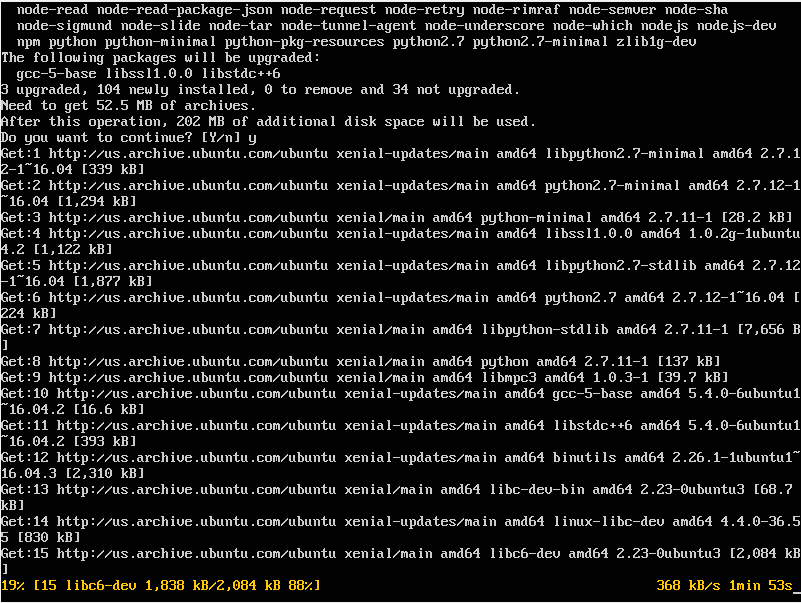 node-read node-read-package-json node-request node-retry node-rimraf node-semver node-sha
node-sigmund node-slide node-tar node-tunnel-agent node-underscore node-which nodejs nodejs-dev
npm python python-minimal python-pkg-resources python2.7 python2.7-minimal zlib1g-dev
The following packages will be upgraded:
gcc-5-base libssl1.0.0 libstdc++6
3 upgraded, 104 newly installed, 0 to remove and 34 not upgraded.
Need to get 52.5 MB of archives.
After this operation, 202 MB of additional disk space will be used.
Do you want to continue? [Y/n] y
Get:1 http://us.archive.ubuntu.com/ubuntu xenial-updates/main amd64 libpython2.7-minimal amd64 2.7.1
2-1~16.04 [339 kB]
Get:2 http://us.archive.ubuntu.com/ubuntu xenial-updates/main amd64 python2.7-minimal amd64 2.7.12-1
~16.04 [1,294 kB]
Get:3 http://us.archive.ubuntu.com/ubuntu xenial/main amd64 python-minimal amd64 2.7.11-1 [28.2 kB]
Get:4 http://us.archive.ubuntu.com/ubuntu xenial-updates/main amd64 libssl1.0.0 amd64 1.0.2g-1ubuntu
4.2 [1,122 kB]
Get:5 http://us.archive.ubuntu.com/ubuntu xenial-updates/main amd64 libpython2.7-stdlib amd64 2.7.12
-1~16.04 [1,877 kB]
Get:6 http://us.archive.ubuntu.com/ubuntu xenial-updates/main amd64 python2.7 amd64 2.7.12-1~16.04 [
224 kB]
Get:7 http://us.archive.ubuntu.com/ubuntu xenial/main amd64 libpython-stdlib amd64 2.7.11-1 [7,656 B
]
Get:8 http://us.archive.ubuntu.com/ubuntu xenial/main amd64 python amd64 2.7.11-1 [137 kB]
Get:9 http://us.archive.ubuntu.com/ubuntu xenial/main amd64 libmpc3 amd64 1.0.3-1 [39.7 kB]
Get:10 http://us.archive.ubuntu.com/ubuntu xenial-updates/main amd64 gcc-5-base amd64 5.4.0-6ubuntu1
~16.04.2 [16.6 kB]
Get:11 http://us.archive.ubuntu.com/ubuntu xenial-updates/main amd64 libstdc++6 amd64 5.4.0-6ubuntu1
~16.04.2 [393 kB]
Get:12 http://us.archive.ubuntu.com/ubuntu xenial-updates/main amd64 binutils amd64 2.26.1-1ubuntu1~
16.04.3 [2,310 kB]
Get:13 http://us.archive.ubuntu.com/ubuntu xenial/main amd64 libc-dev-bin amd64 2.23-0ubuntu3 [68.7
kB]
Get:14 http://us.archive.ubuntu.com/ubuntu xenial-updates/main amd64 linux-libc-dev amd64 4.4.0-36.5
5 [830 kB]
Get:15 http://us.archive.ubuntu.com/ubuntu xenial/main amd64 libc6-dev amd64 2.23-0ubuntu3 [2,084 kB
]
19% [15 libc6-dev 1,838 kB/2,084 kB 88%] 368 kB/s 1min 53s_